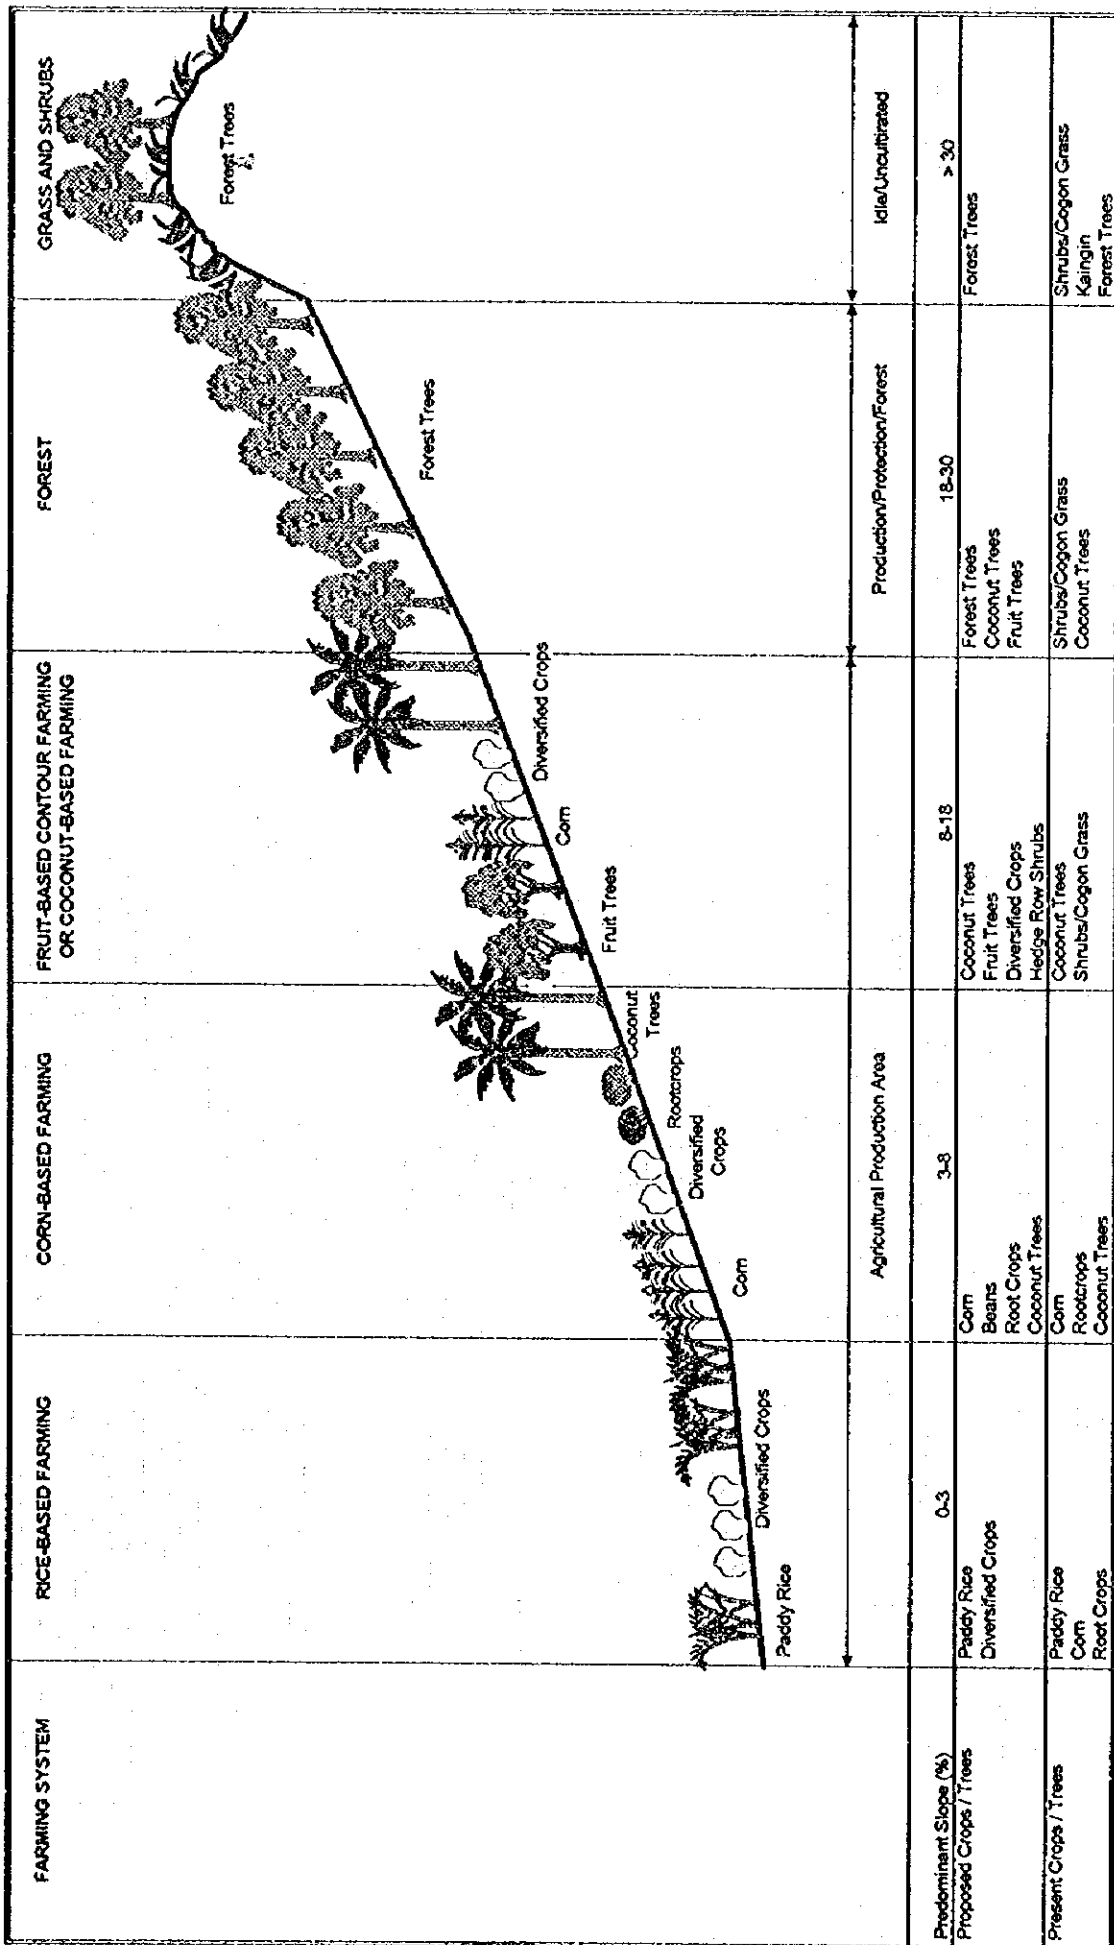 FARMING SYSTEM
RICE-BASED FARMING
CORN-BASED FARMING
FRUIT-BASED CONTOUR FARMING
OR COCONUT-BASED FARMING
FOREST
GRASS AND SHRUBS
Paddy Rice
Diversified Crops
Corn
Diversified
Crops
Rootcrops
Coconut
Trees
Fruit Trees
Corn
Diversified Crops
Forest Trees
Forest Trees
Agricultural Production Area
Production/Protection/Forest
Idle/Uncultirated
Predominant Slope (%)
0-3
3-8
8-18
18-30
> 30
Proposed Crops / Trees
Paddy Rice
Diversified Crops
Corn
Beans
Root Crops
Coconut Trees
Coconut Trees
Fruit Trees
Diversified Crops
Hedge Row Shrubs
Forest Trees
Coconut Trees
Fruit Trees
Forest Trees
Present Crops / Trees
Paddy Rice
Corn
Root Crops
Corn
Rootcrops
Coconut Trees
Coconut Trees
Shrubs/Cogon Grass
Shrubs/Cogon Grass
Coconut Trees
Shrubs/Cogon Grass
Kaingin
Forest Trees